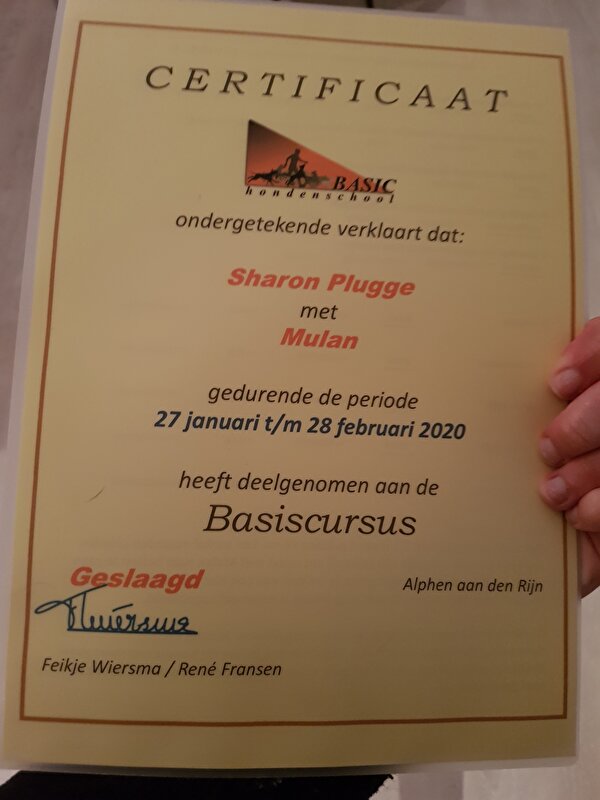 CERTIFICAAT
BASIC
hondenschool
ondergetekende verklaart dat:
Sharon Plugge
met
Mulan
gedurende de periode
27 januari t/m 28 februari 2020
heeft deelgenomen aan de
Basiscursus
Geslaagd
Alphen aan den Rijn
FWiersma
Feikje Wiersma / René Fransen